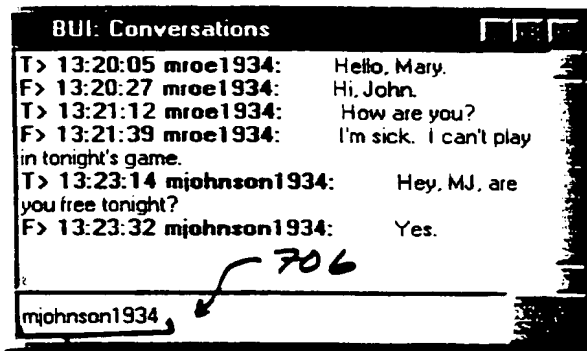 BUI: Conversations
T> 13:20:05 mroe1934: Hello, Mary.
F> 13:20:27 mroe1934: Hi, John.
T> 13:21:12 mroe1934: How are you?
F> 13:21:39 mroe1934: I'm sick. I can't play
in tonight's game.
T> 13:23:14 mjohnson1934: Hey, MJ, are
you free tonight?
F> 13:23:32 mjohnson1934: Yes.
706
mjohnson1934